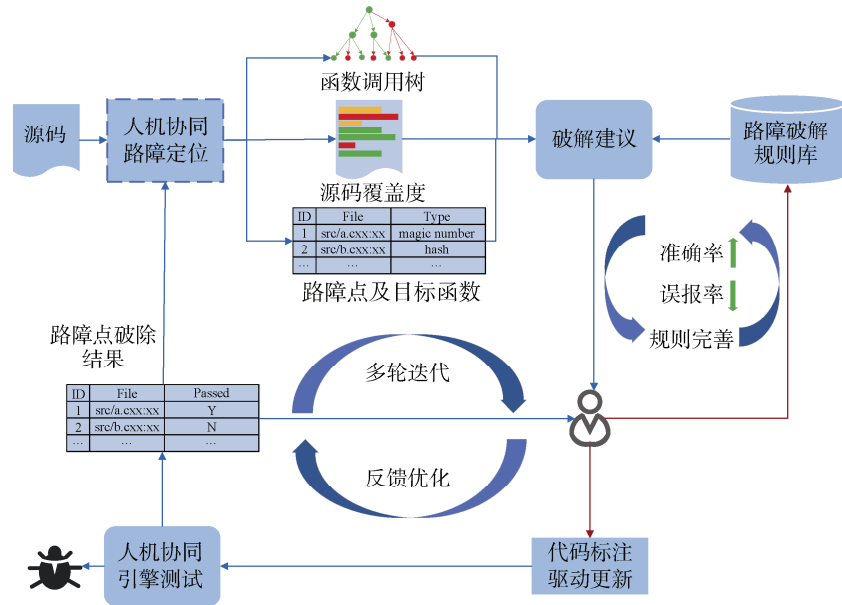 函数调用树
源码
人机协同
路障定位
源码覆盖度
破解建议
路障破解
规则库
ID File Type
1 src/a.cxx:xx magic number
2 src/b.cxx:xx hash
... ... ...
路障点及目标函数
准确率
误报率
规则完善
路障点破除
结果
ID File Passed
1 src/a.cxx:xx Y
2 src/b.cxx:xx N
... ... ...
多轮迭代
反馈优化
人机协同
引擎测试
代码标注
驱动更新